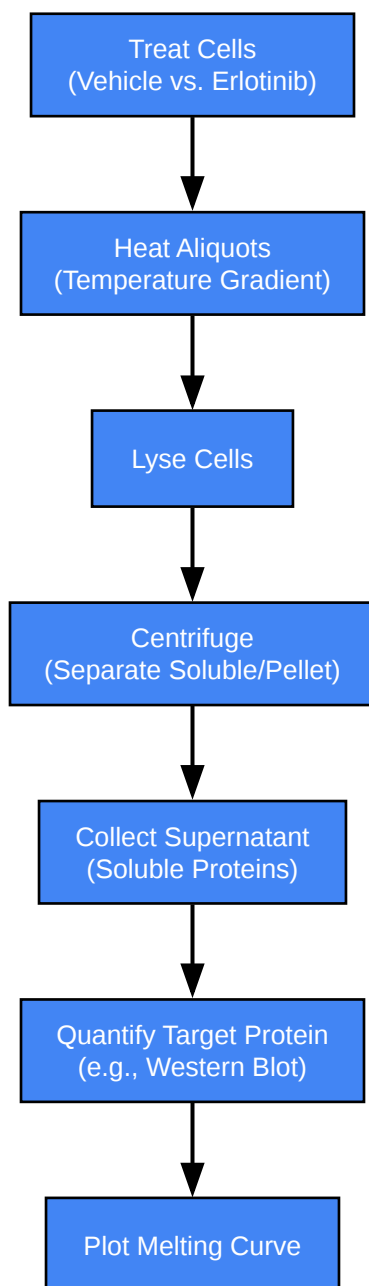 Treat Cells
(Vehicle vs. Erlotinib)
Heat Aliquots
(Temperature Gradient)
Lyse Cells
Centrifuge
(Separate Soluble/Pellet)
Collect Supernatant
(Soluble Proteins)
Quantify Target Protein
(e.g., Western Blot)
Plot Melting Curve